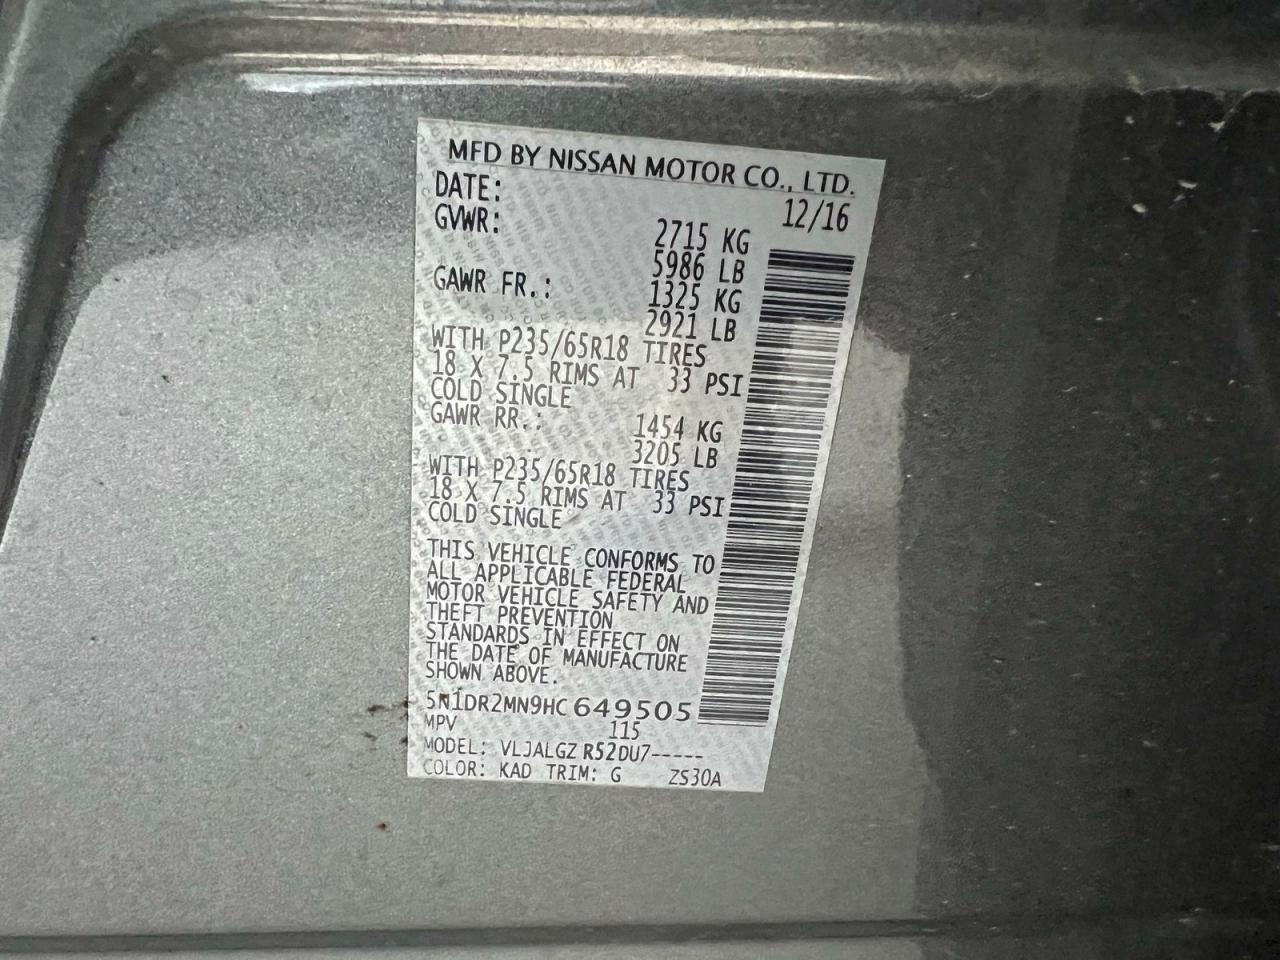 MFD BY NISSAN MOTOR CO., LTD.
DATE: 12/16
GVWR: 2715 KG
5986 LB
GAWR FR.: 1325 KG
2921 LB
WITH P235/65R18 TIRES
18 X 7.5 RIMS AT 33 PSI
COLD SINGLE
GAWR RR.: 1454 KG
3205 LB
WITH P235/65R18 TIRES
18 X 7.5 RIMS AT 33 PSI
COLD SINGLE
THIS VEHICLE CONFORMS TO
ALL APPLICABLE FEDERAL
MOTOR VEHICLE SAFETY AND
THEFT PREVENTION
STANDARDS IN EFFECT ON
THE DATE OF MANUFACTURE
SHOWN ABOVE.
5N1DR2MN9HC649505
MPV 115
MODEL: VLJALGZ R52DU7-----
COLOR: KAD TRIM: G ZS30A